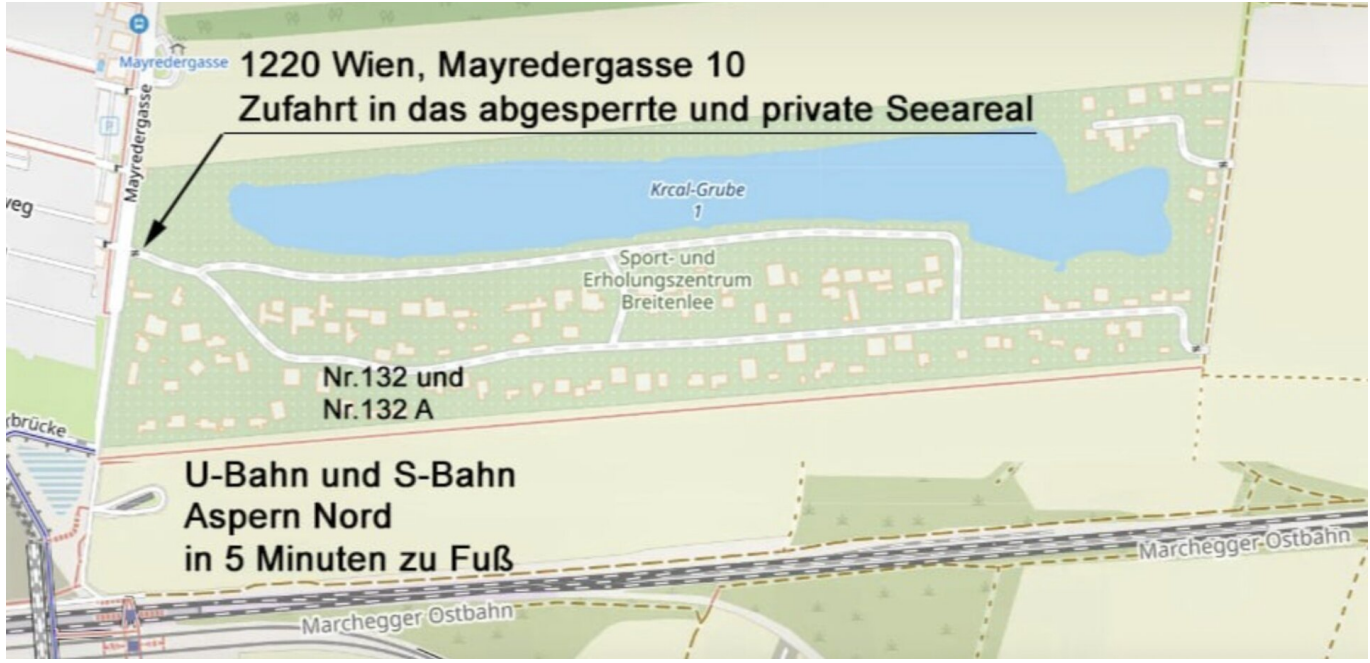 Mayredergasse
1220 Wien, Mayredergasse 10
Zufahrt in das abgesperrte und private Seeareal
P
Mayredergasse
veg
Krcal-Grube
1
Sport- und
Erholungszentrum
Breitenlee
Nr.132 und
Nr.132 A
rbrücke
U-Bahn und S-Bahn
Aspern Nord
in 5 Minuten zu Fuß
Marchegger Ostbahn
Marchegger Ostbahn